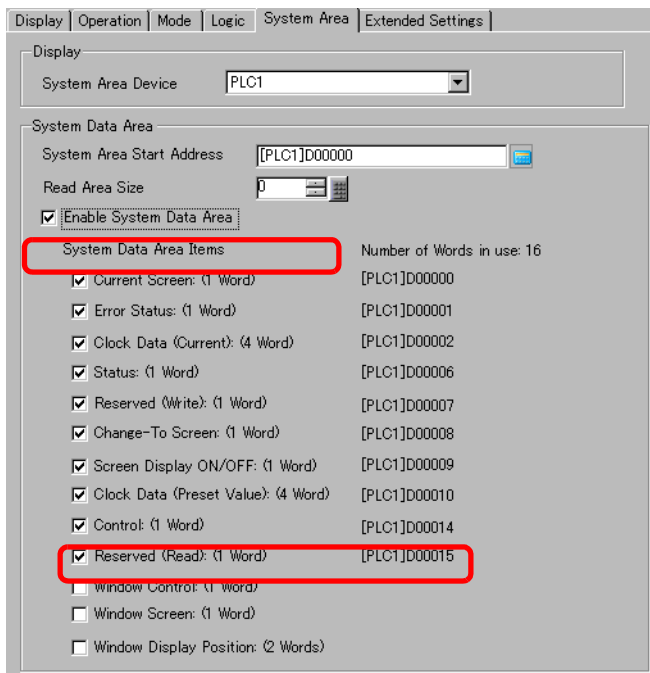 Display Operation Mode Logic System Area Extended Settings
Display
System Area Device PLC1
System Data Area
System Area Start Address [PLC1]D00000
Read Area Size 0
Enable System Data Area
System Data Area Items Number of Words in use: 16
Current Screen: (1 Word) [PLC1]D00000
Error Status: (1 Word) [PLC1]D00001
Clock Data (Current): (4 Word) [PLC1]D00002
Status: (1 Word) [PLC1]D00006
Reserved (Write): (1 Word) [PLC1]D00007
Change-To Screen: (1 Word) [PLC1]D00008
Screen Display ON/OFF: (1 Word) [PLC1]D00009
Clock Data (Preset Value): (4 Word) [PLC1]D00010
Control: (1 Word) [PLC1]D00014
Reserved (Read): (1 Word) [PLC1]D00015
Window Control: (1 Word)
Window Screen: (1 Word)
Window Display Position: (2 Words)